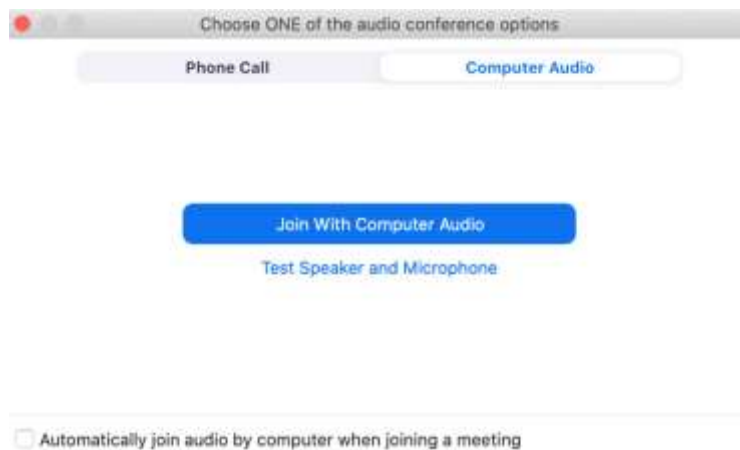 Choose ONE of the audio conference options
Phone Call
Computer Audio
Join With Computer Audio
Test Speaker and Microphone
Automatically join audio by computer when joining a meeting